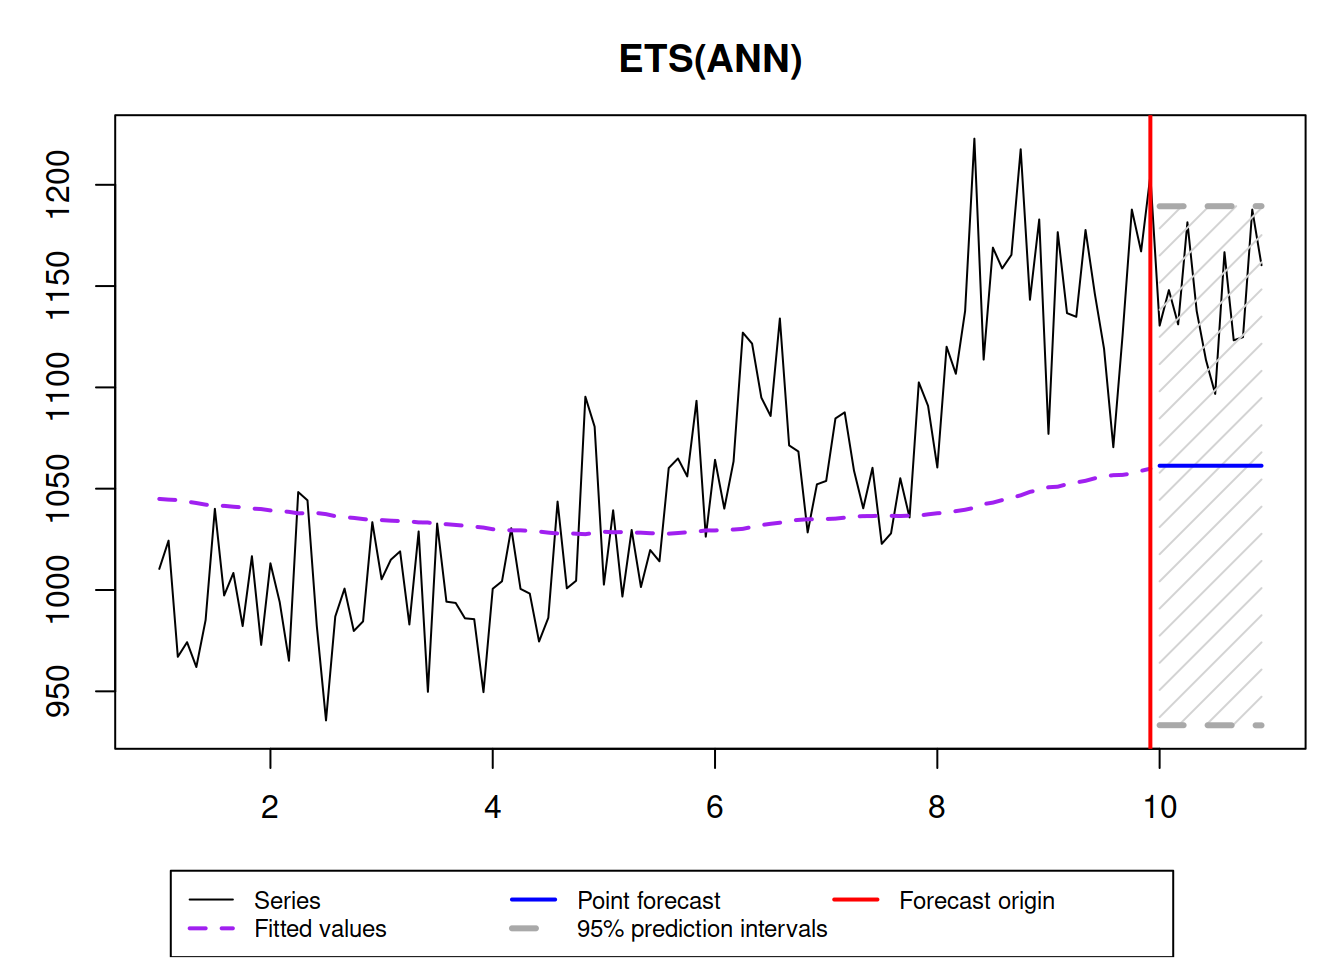 ETS(ANN)
1200
1150
1100
1050
1000
950
2 4 6 8 10
Series Point forecast Forecast origin
Fitted values 95% prediction intervals